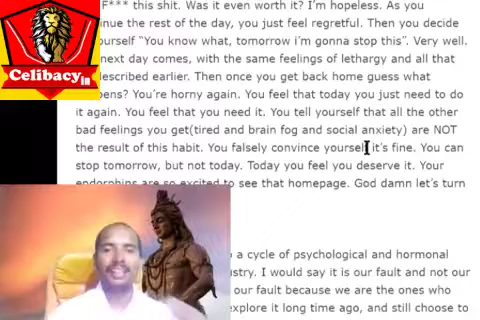 F*** this shit. Was it even worth it? I'm hopeless. As you
nue the rest of the day, you just feel regretful. Then you decide
ourself "You know what, tomorrow i'm gonna stop this". Very well.
next day comes, with the same feelings of lethargy and all that
described earlier. Then once you get back home guess what
pens? You're horny again. You feel that today you just need to do
it again. You feel that you need it. You tell yourself that all the other
bad feelings you get(tired and brain fog and social anxiety) are NOT
the result of this habit. You falsely convince yourself it's fine. You can
stop tomorrow, but not today. Today you feel you deserve it. Your
endorphins are so excited to see that homepage. God damn let's turn
a cycle of psychological and hormonal
ustry. I would say it is our fault and not our
our fault because we are the ones who
explore it long time ago, and still choose to
Celibacy.in